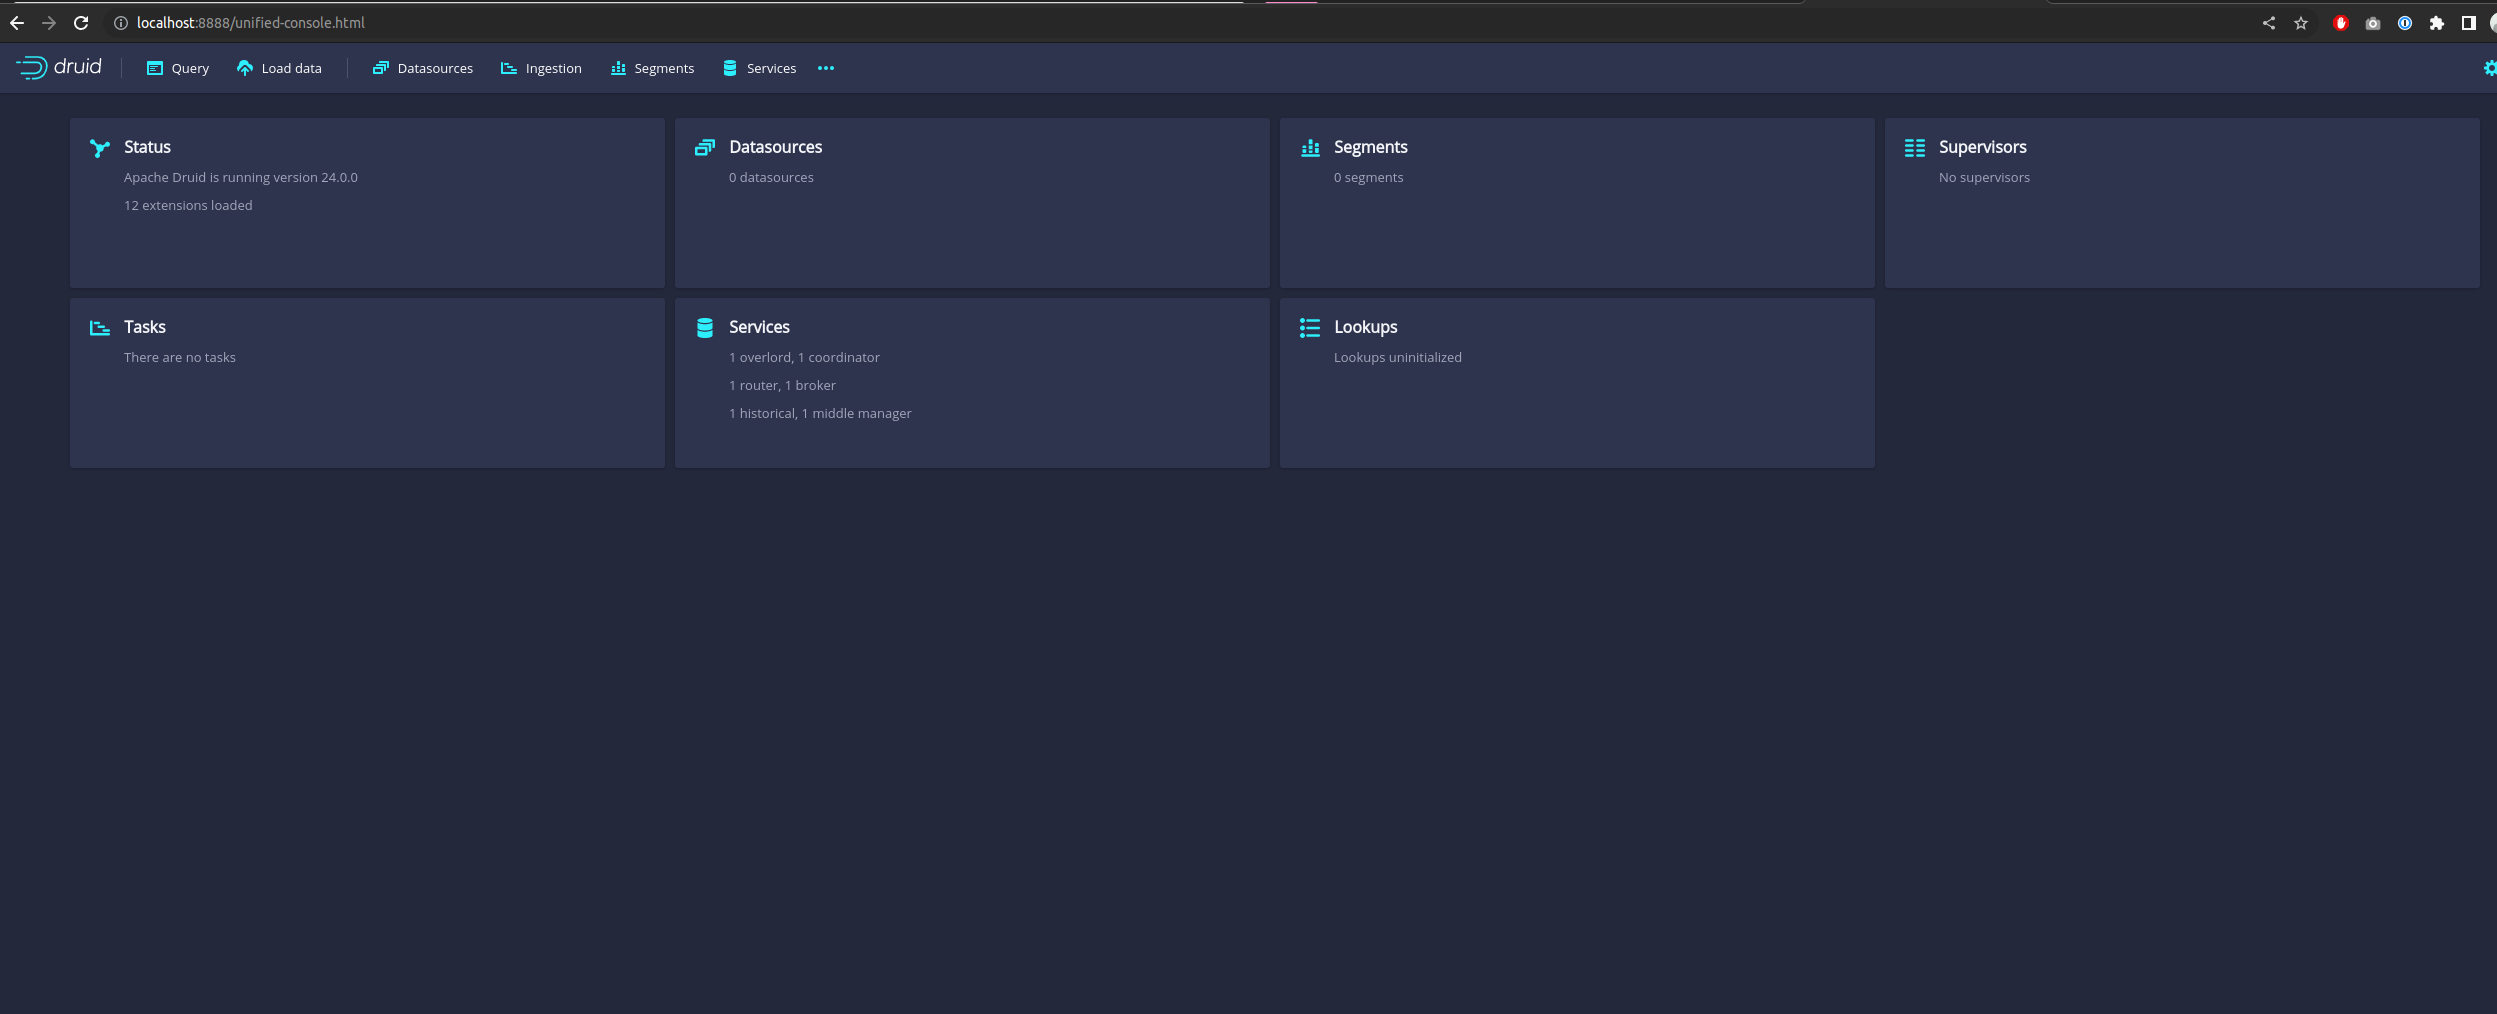 localhost:8888/unified-console.html
druid Query Load data Datasources Ingestion Segments Services
Status
Apache Druid is running version 24.0.0
12 extensions loaded
Datasources
0 datasources
Segments
0 segments
Supervisors
No supervisors
Tasks
There are no tasks
Services
1 overlord, 1 coordinator
1 router, 1 broker
1 historical, 1 middle manager
Lookups
Lookups uninitialized